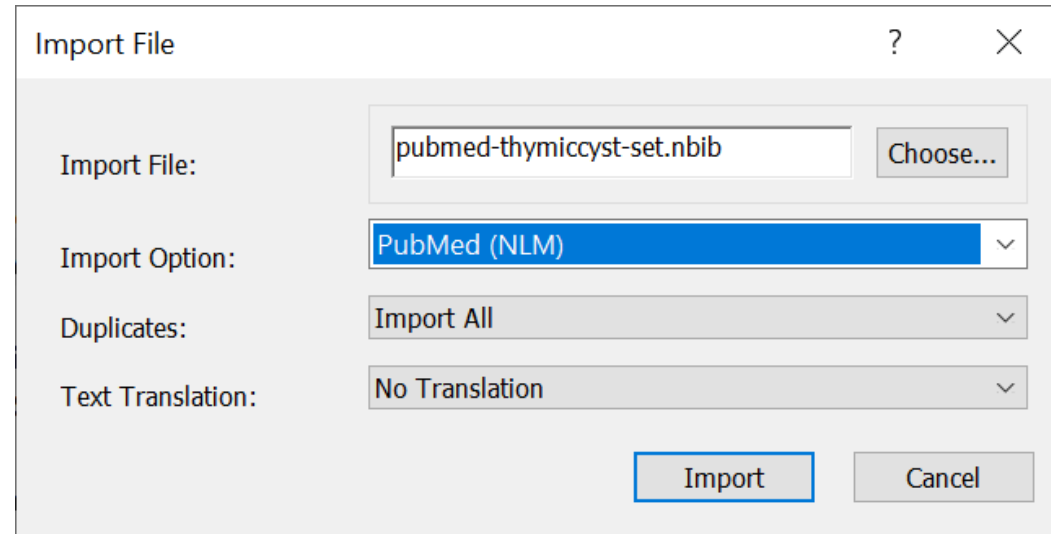 Import File ?
Import File: pubmed-thymiccyst-set.nbib Choose...
Import Option: PubMed (NLM)
Duplicates: Import All
Text Translation: No Translation
Import Cancel